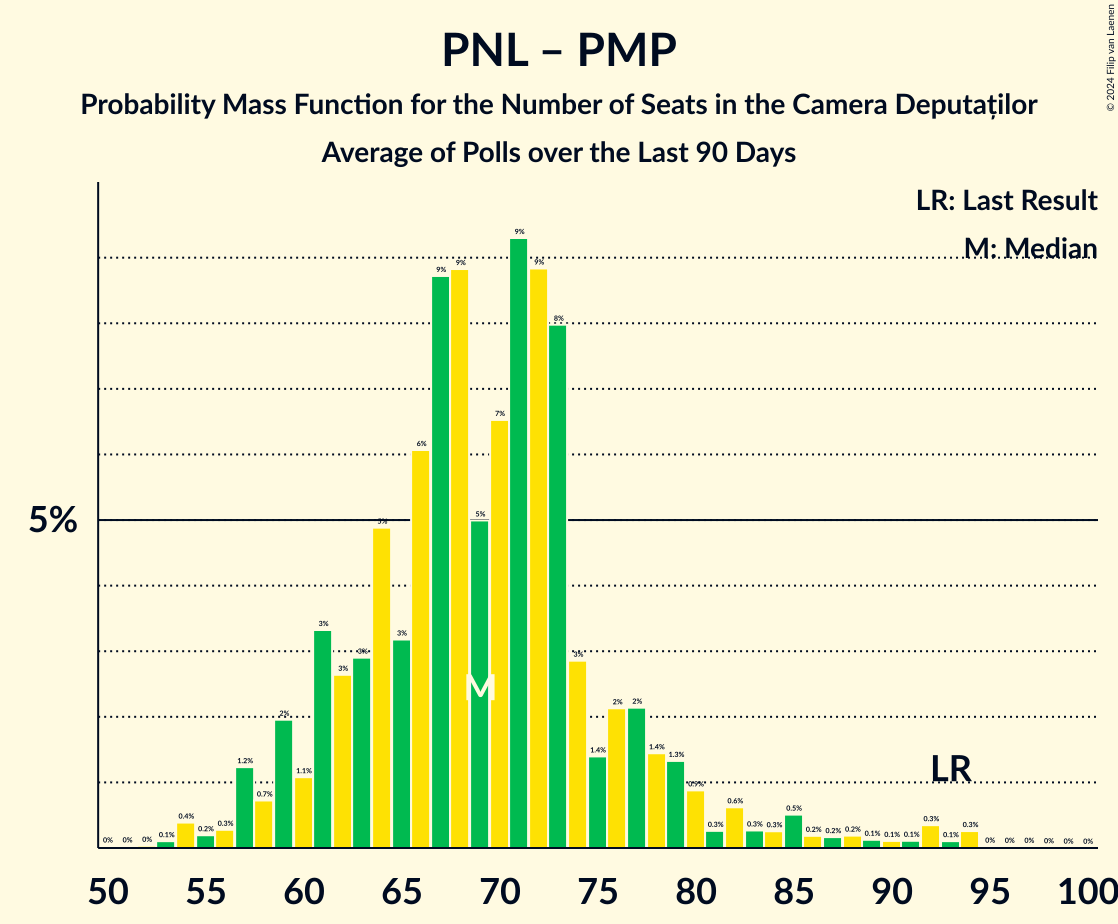 PNL – PMP
Probability Mass Function for the Number of Seats in the Camera Deputaților
Average of Polls over the Last 90 Days
© 2024 Filip van Laenen
LR: Last Result
M: Median
5%
0% 0% 0% 0.1% 0.4% 0.2% 0.3% 1.2% 0.7% 2% 1.1% 3% 3% 3% 5% 3% 6% 9% 9% 5% 7% 9% 9% 8% 3% 1.4% 2% 2% 1.4% 1.3% 0.9% 0.3% 0.6% 0.3% 0.3% 0.5% 0.2% 0.2% 0.2% 0.1% 0.1% 0.1% 0.3% 0.1% 0.3% 0% 0% 0% 0% 0% 0%
M
LR
50 55 60 65 70 75 80 85 90 95 100